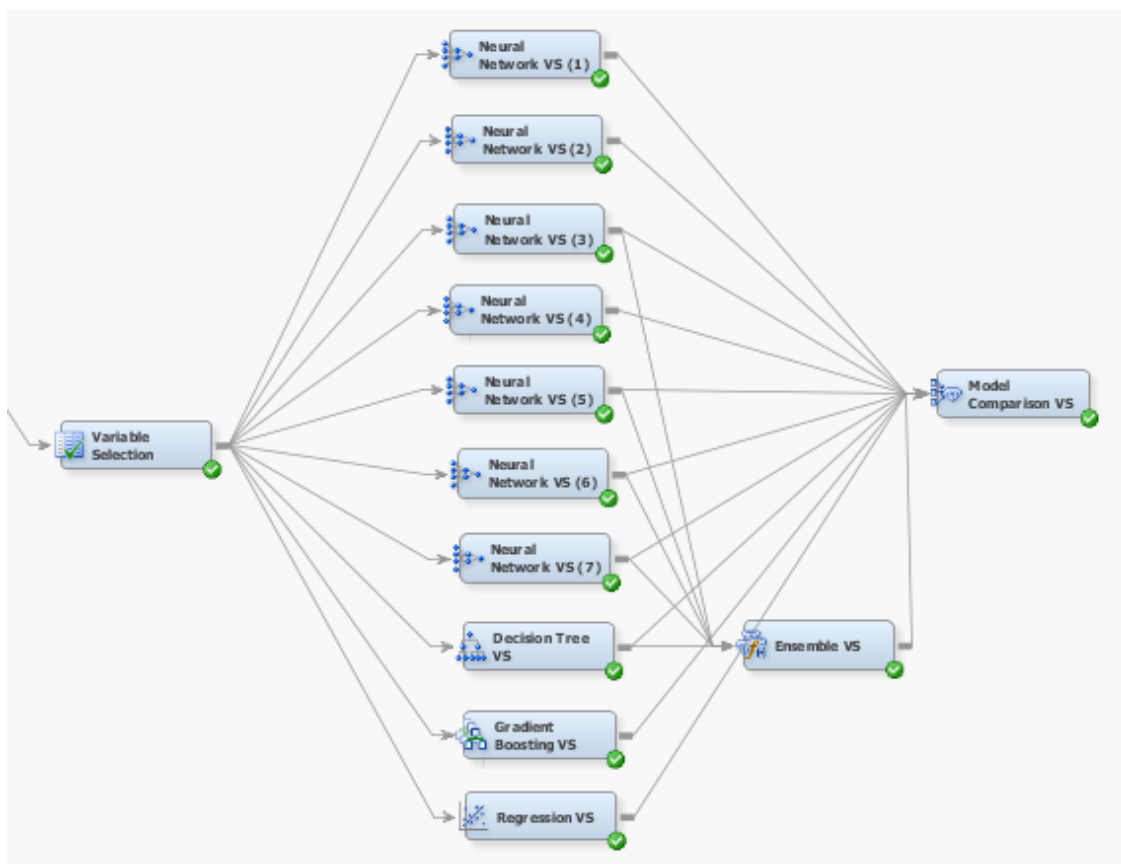 Neural
Network VS (1)
Neural
Network VS (2)
Neural
Network VS (3)
Neural
Network VS (4)
Neural
Network VS (5)
Model
Comparison VS
Variable
Selection
Neural
Network VS (6)
Neural
Network VS (7)
Decision Tree
VS
Ensemble VS
Gradient
Boosting VS
Regression VS